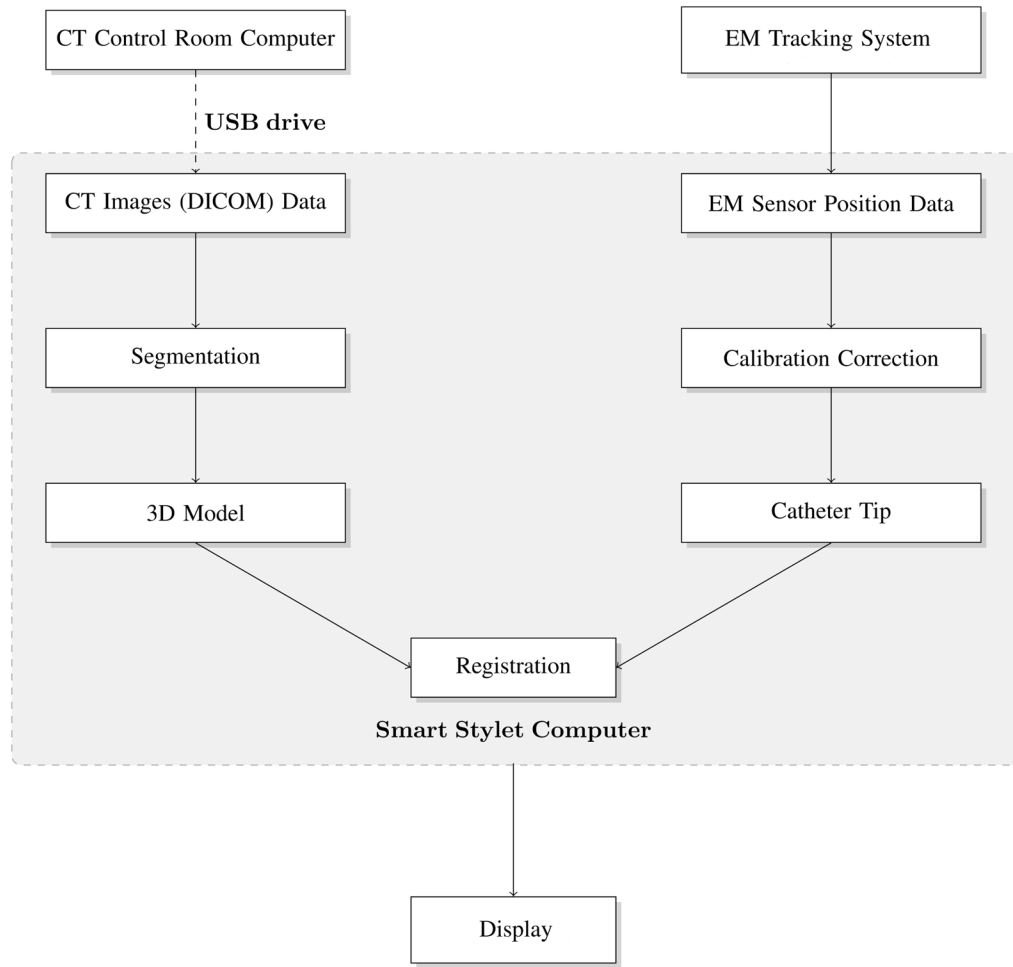 CT Control Room Computer
EM Tracking System
USB drive
CT Images (DICOM) Data
EM Sensor Position Data
Segmentation
Calibration Correction
3D Model
Catheter Tip
Registration
Smart Stylet Computer
Display